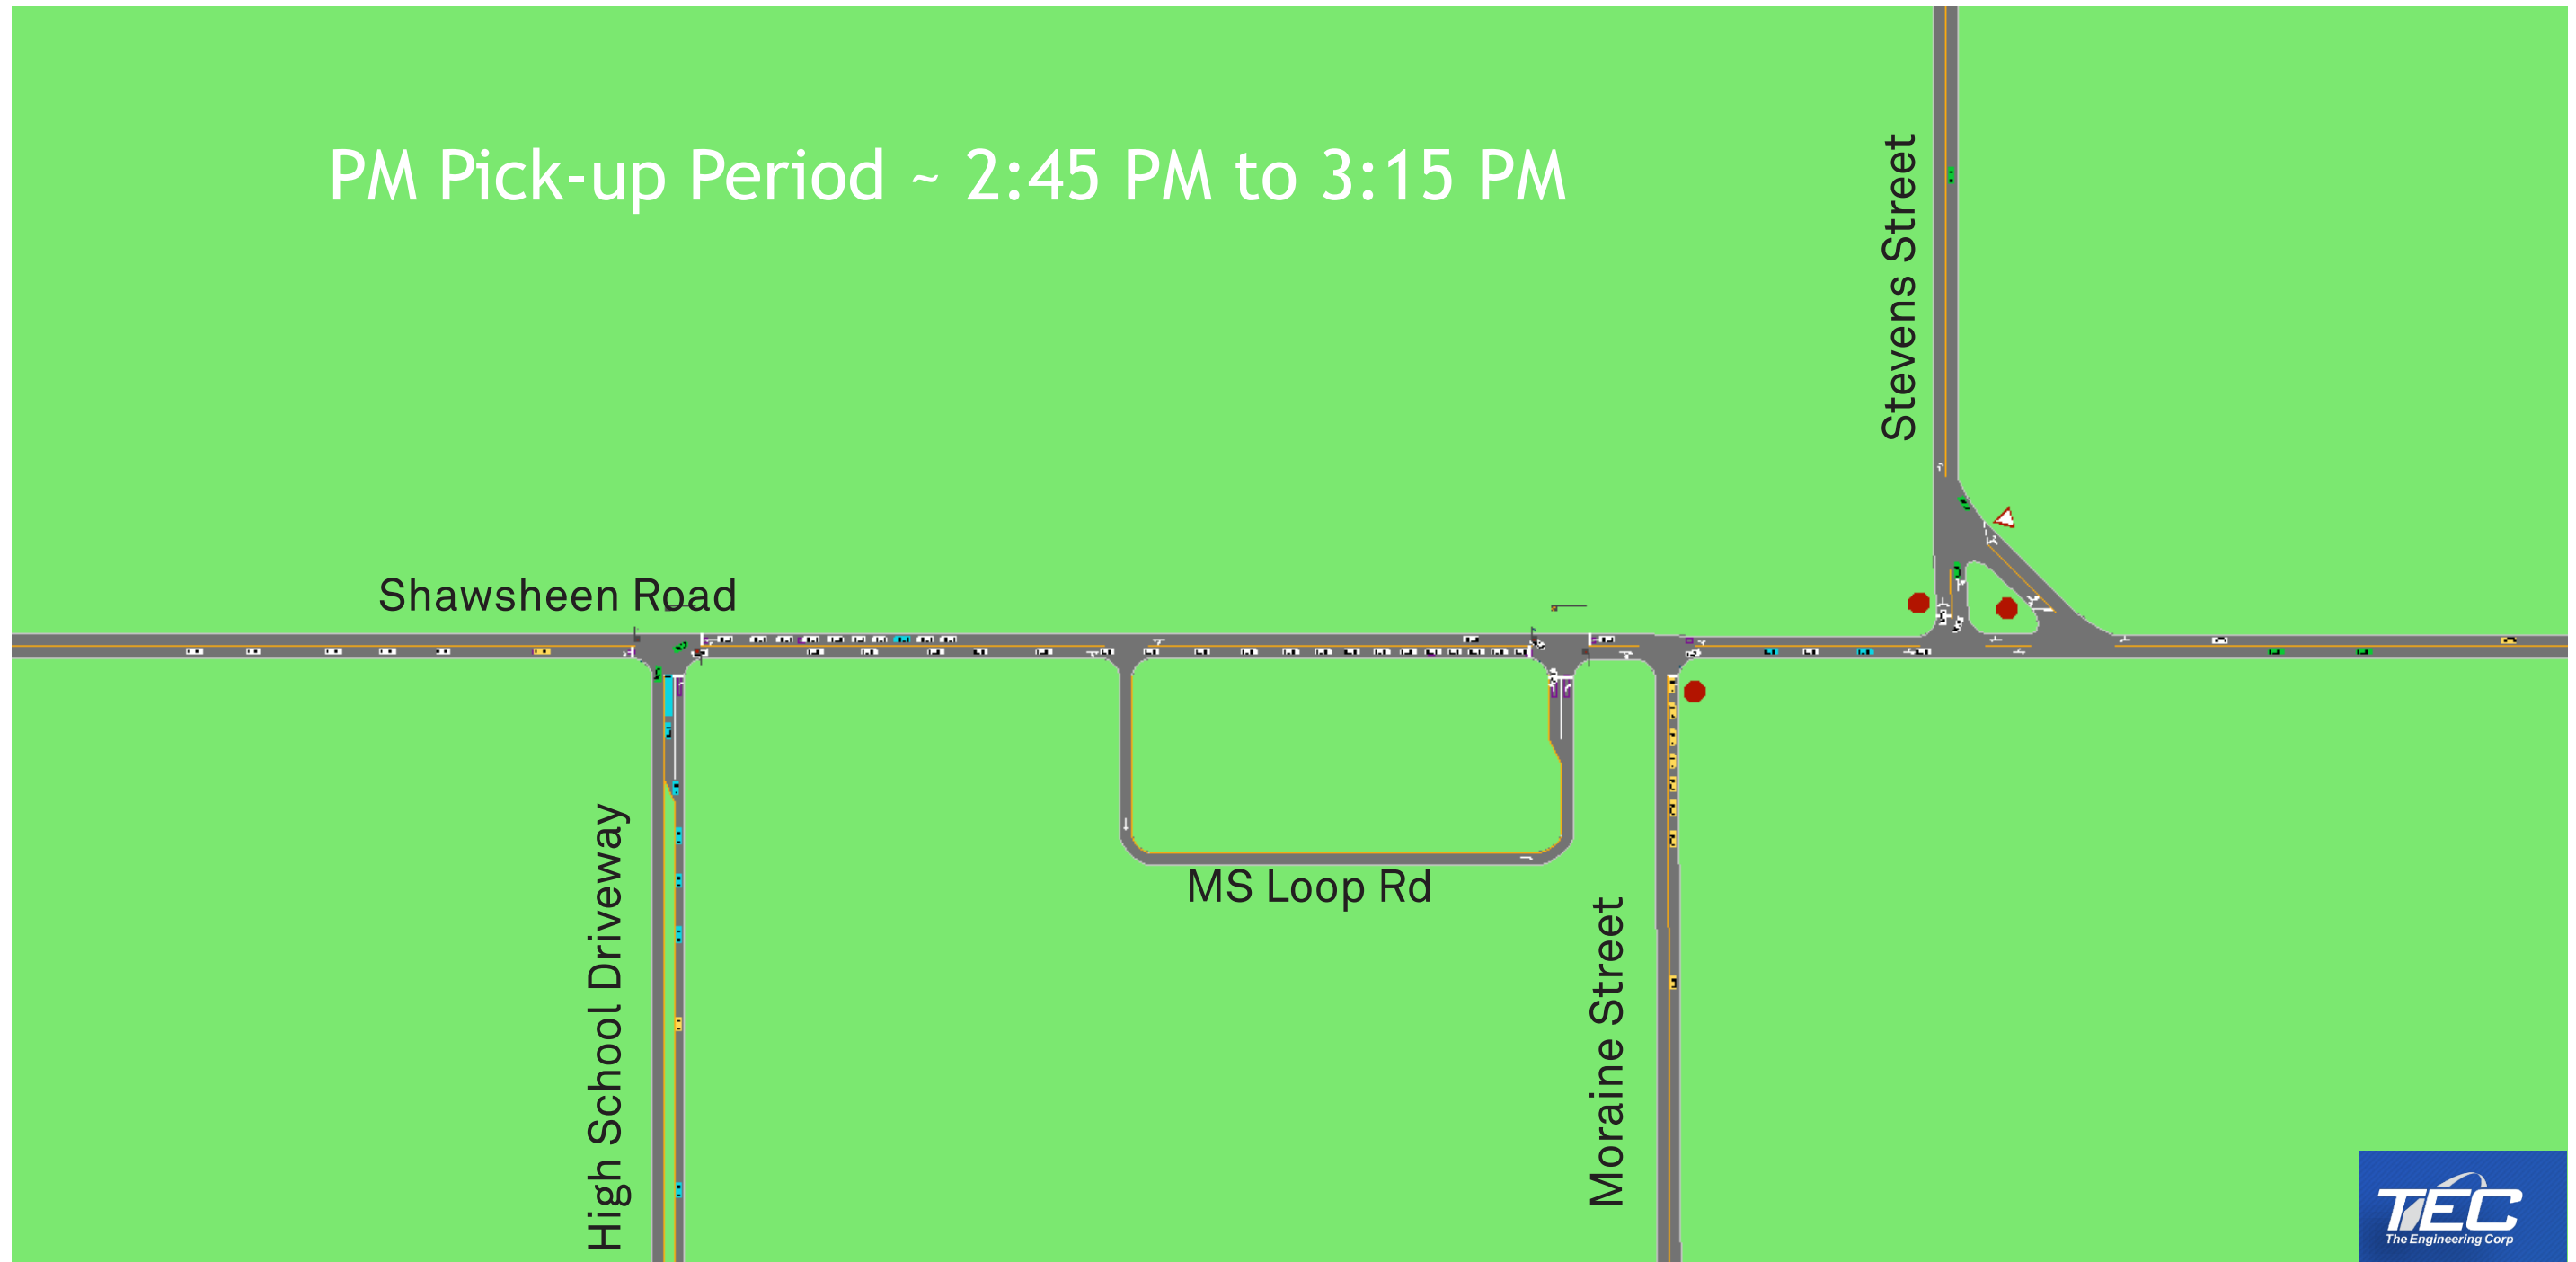 PM Pick-up Period ~ 2:45 PM to 3:15 PM
Stevens Street
Shawsheen Road
High School Driveway
MS Loop Rd
Moraine Street
TEC
The Engineering Corp